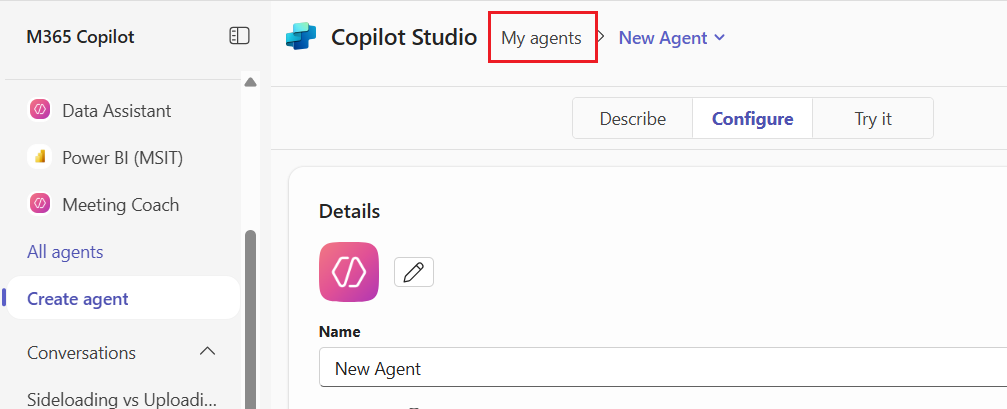 M365 Copilot
Data Assistant
Power BI (MSIT)
Meeting Coach
All agents
Create agent
Conversations
Sideloading vs Uploadi...
Copilot Studio My agents > New Agent
Describe Configure Try it
Details
Name
New Agent